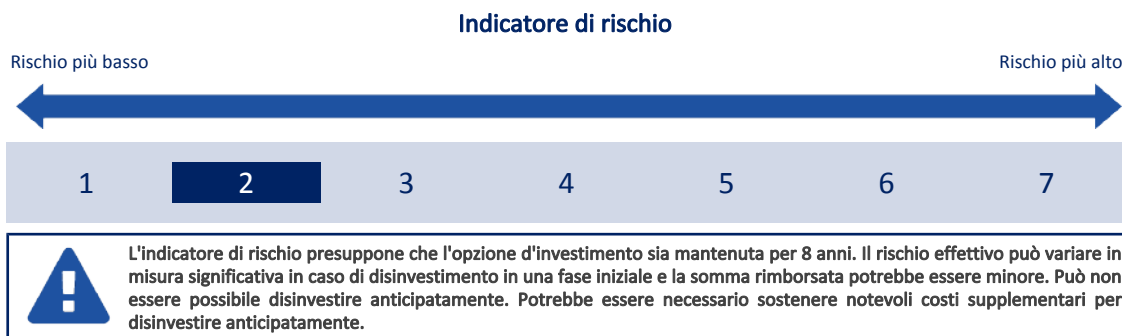 Indicatore di rischio
Rischio più basso
Rischio più alto
1 2 3 4 5 6 7
L'indicatore di rischio presuppone che l'opzione d'investimento sia mantenuta per 8 anni. Il rischio effettivo può variare in
misura significativa in caso di disinvestimento in una fase iniziale e la somma rimborsata potrebbe essere minore. Può non
essere possibile disinvestire anticipatamente. Potrebbe essere necessario sostenere notevoli costi supplementari per
disinvestire anticipatamente.